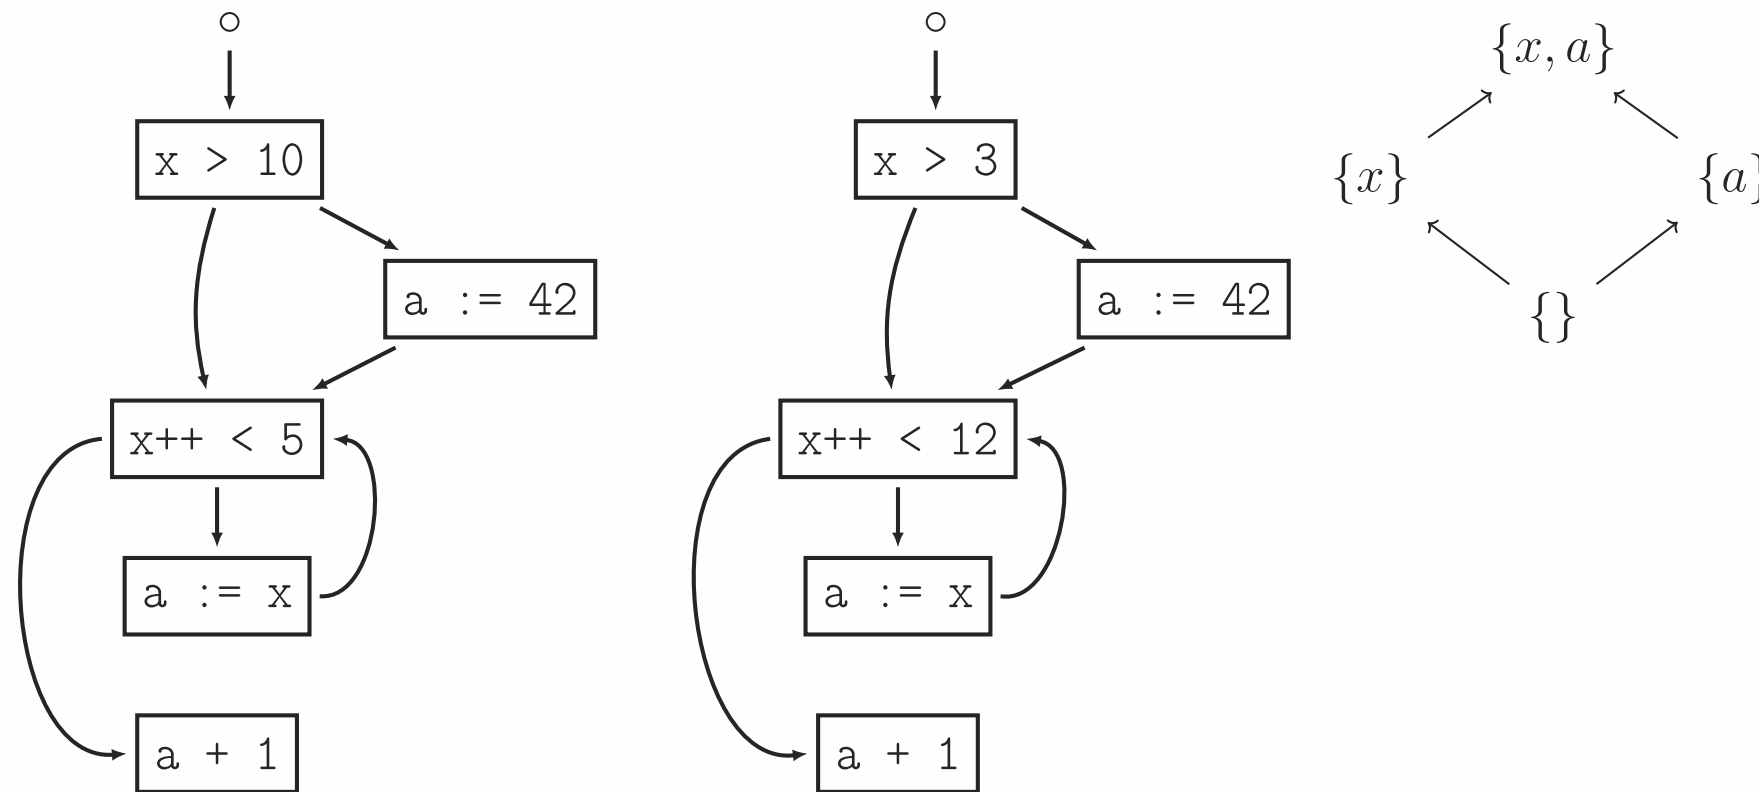 x > 10
a := 42
x++ < 5
a := x
a + 1
x > 3
a := 42
x++ < 12
a := x
a + 1
{x, a}
{x}
{a}
{}